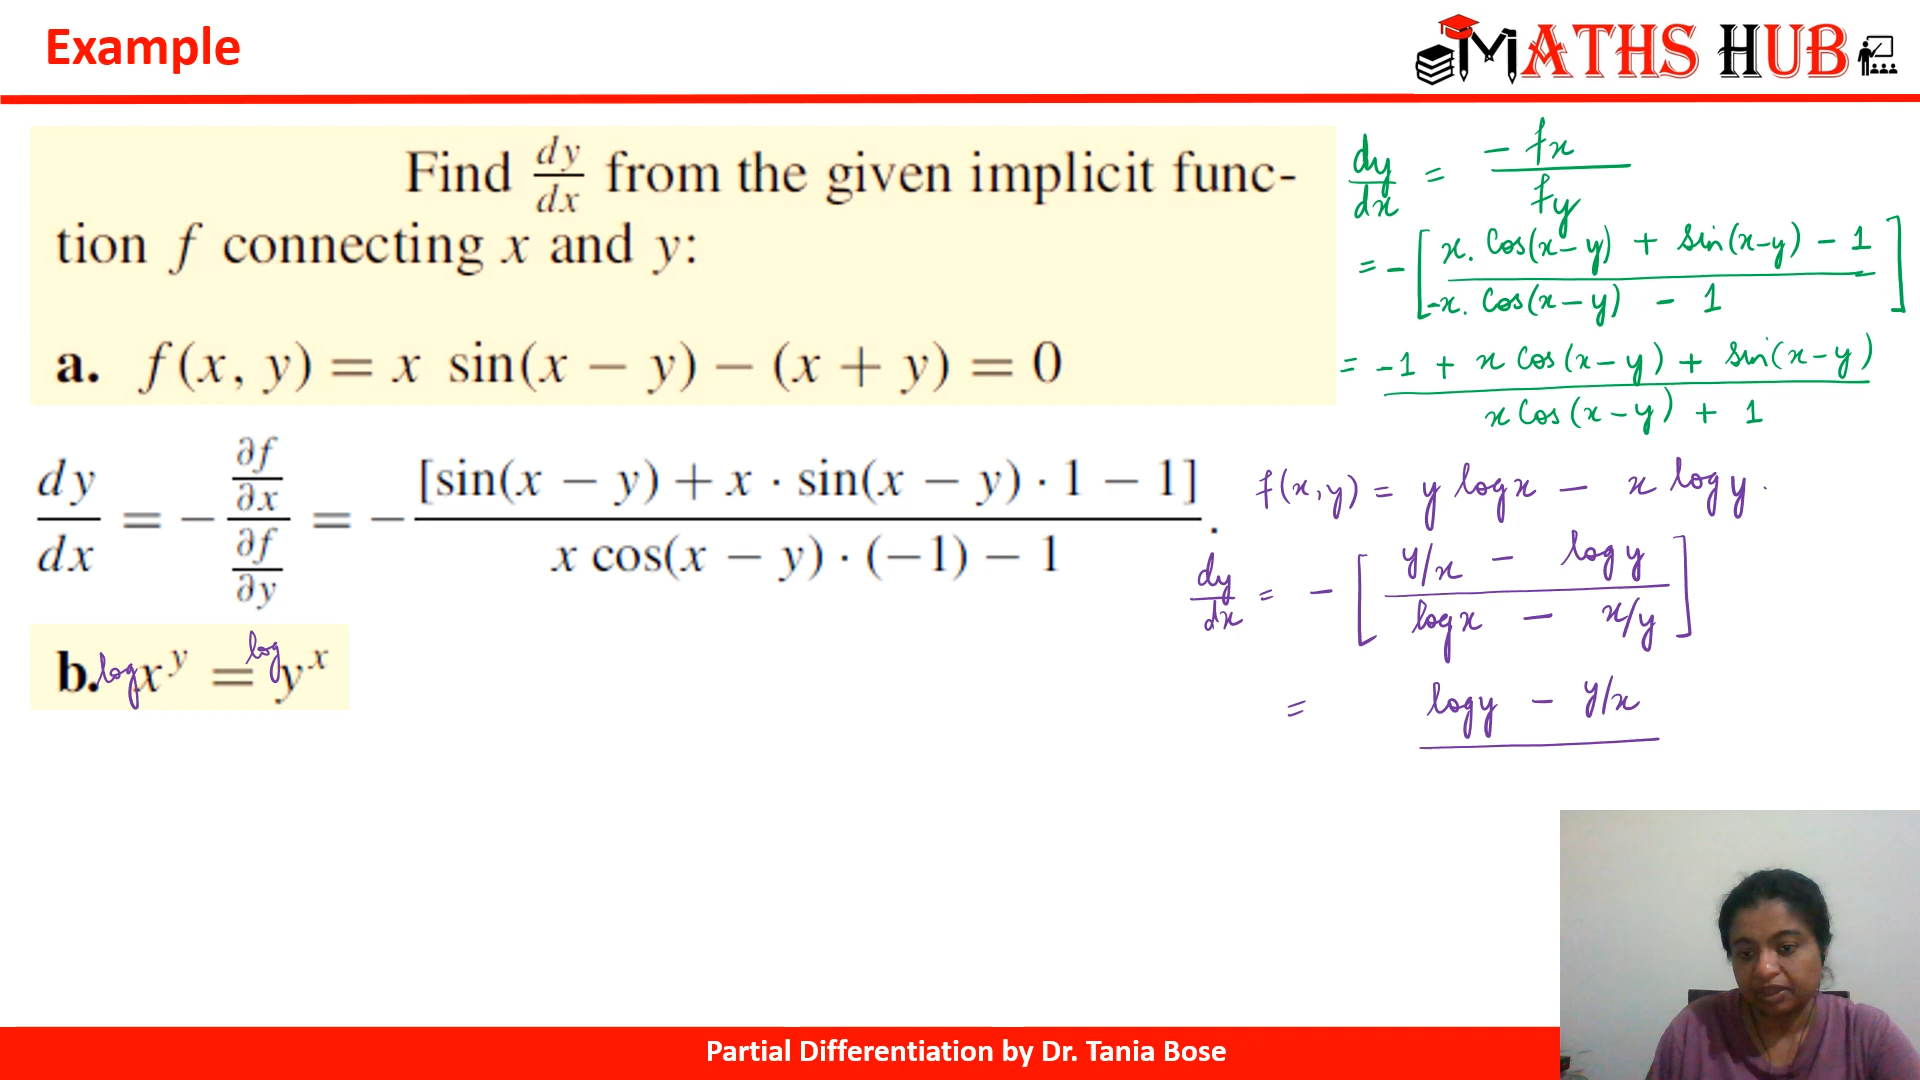 Example
MATHS HUB
Find dy/dx from the given implicit func-
tion f connecting x and y:
a. f(x, y) = x sin(x − y) − (x + y) = 0
dy/dx = − (∂f/∂x)/(∂f/∂y) = − [sin(x − y) + x · sin(x − y) · 1 − 1] / x cos(x − y) · (−1) − 1 .
b. log x^y = log y^x
dy/dx = − fx / fy
= − [ x. Cos(x−y) + Sin(x−y) − 1 / −x. Cos(x−y) − 1 ]
= −1 + x Cos(x−y) + Sin(x−y) / x Cos(x−y) + 1
f(x,y) = y log x − x log y.
dy/dx = − [ y/x − log y / log x − x/y ]
= log y − y/x
Partial Differentiation by Dr. Tania Bose